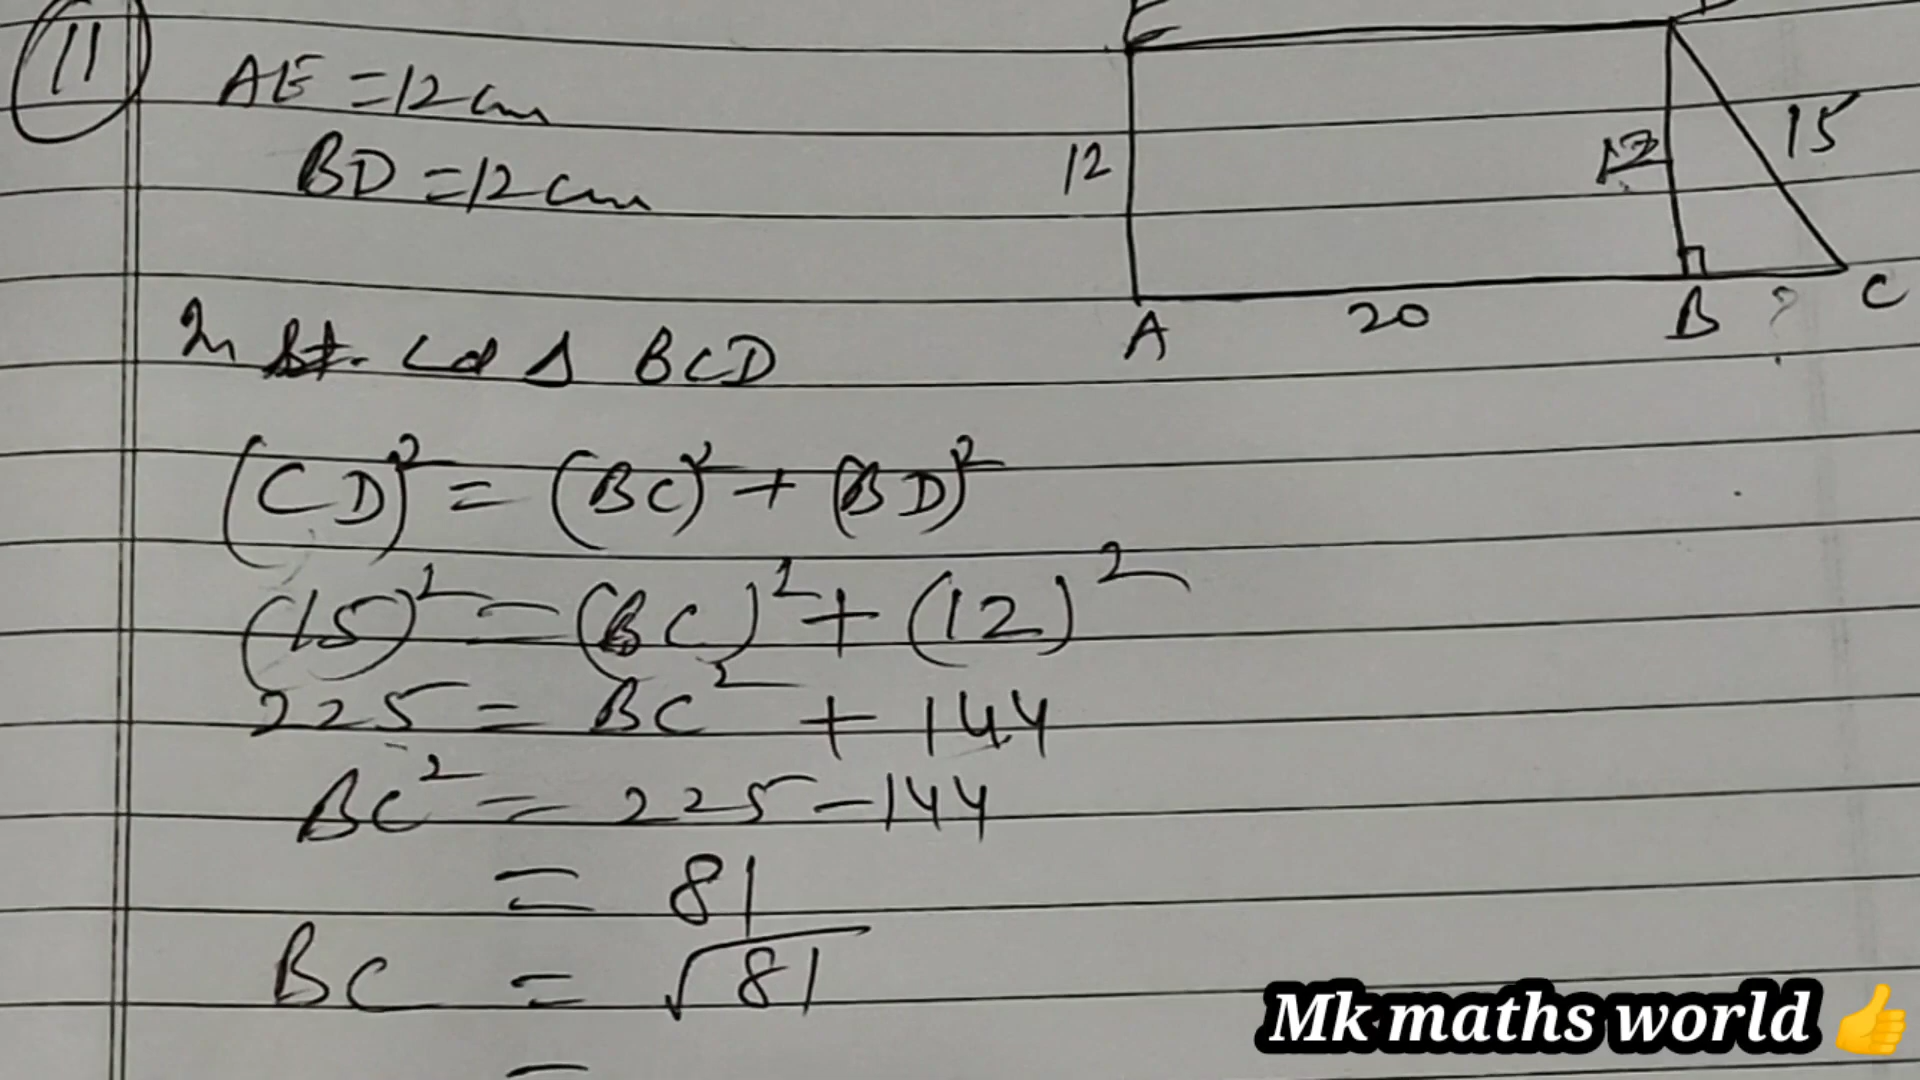 11
AE = 12 cm
BD = 12 cm
E
12
12
15
A
20
B
?
C
In Δ BCD
(CD)² = (BC)² + (BD)²
(15)² = (BC)² + (12)²
225 = BC² + 144
BC² = 225 - 144
= 81
BC = √81
=
Mk maths world 👍